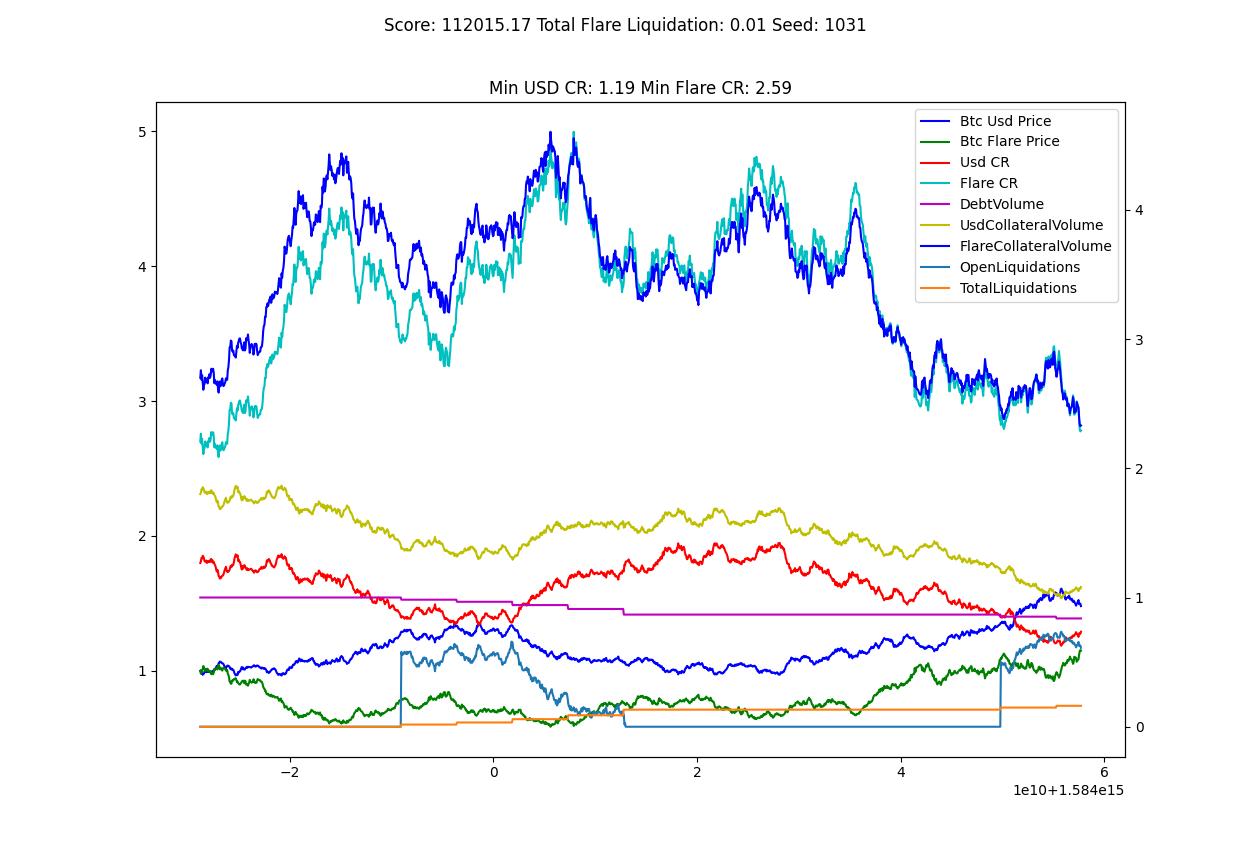 Score: 112015.17 Total Flare Liquidation: 0.01 Seed: 1031
Min USD CR: 1.19 Min Flare CR: 2.59
Btc Usd Price
Btc Flare Price
Usd CR
Flare CR
DebtVolume
UsdCollateralVolume
FlareCollateralVolume
OpenLiquidations
TotalLiquidations
5
4
3
2
1
4
3
2
1
0
−2
0
2
4
6
1e10+1.584e15